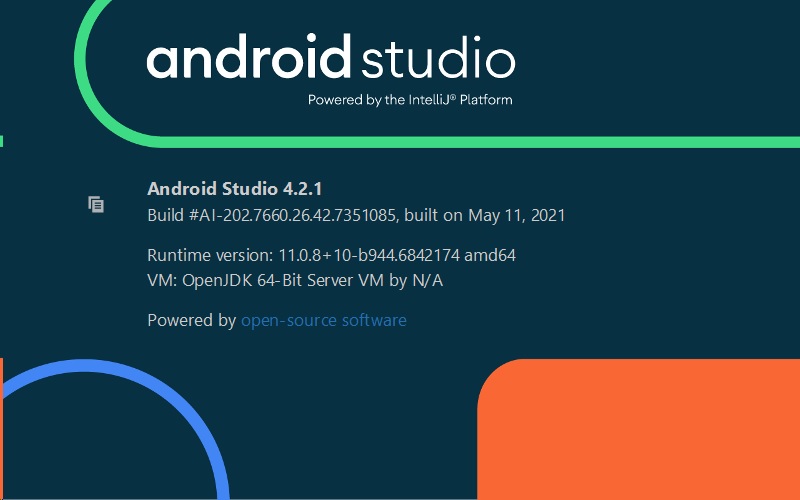 android studio
Powered by the IntelliJ® Platform
Android Studio 4.2.1
Build #AI-202.7660.26.42.7351085, built on May 11, 2021
Runtime version: 11.0.8+10-b944.6842174 amd64
VM: OpenJDK 64-Bit Server VM by N/A
Powered by open-source software